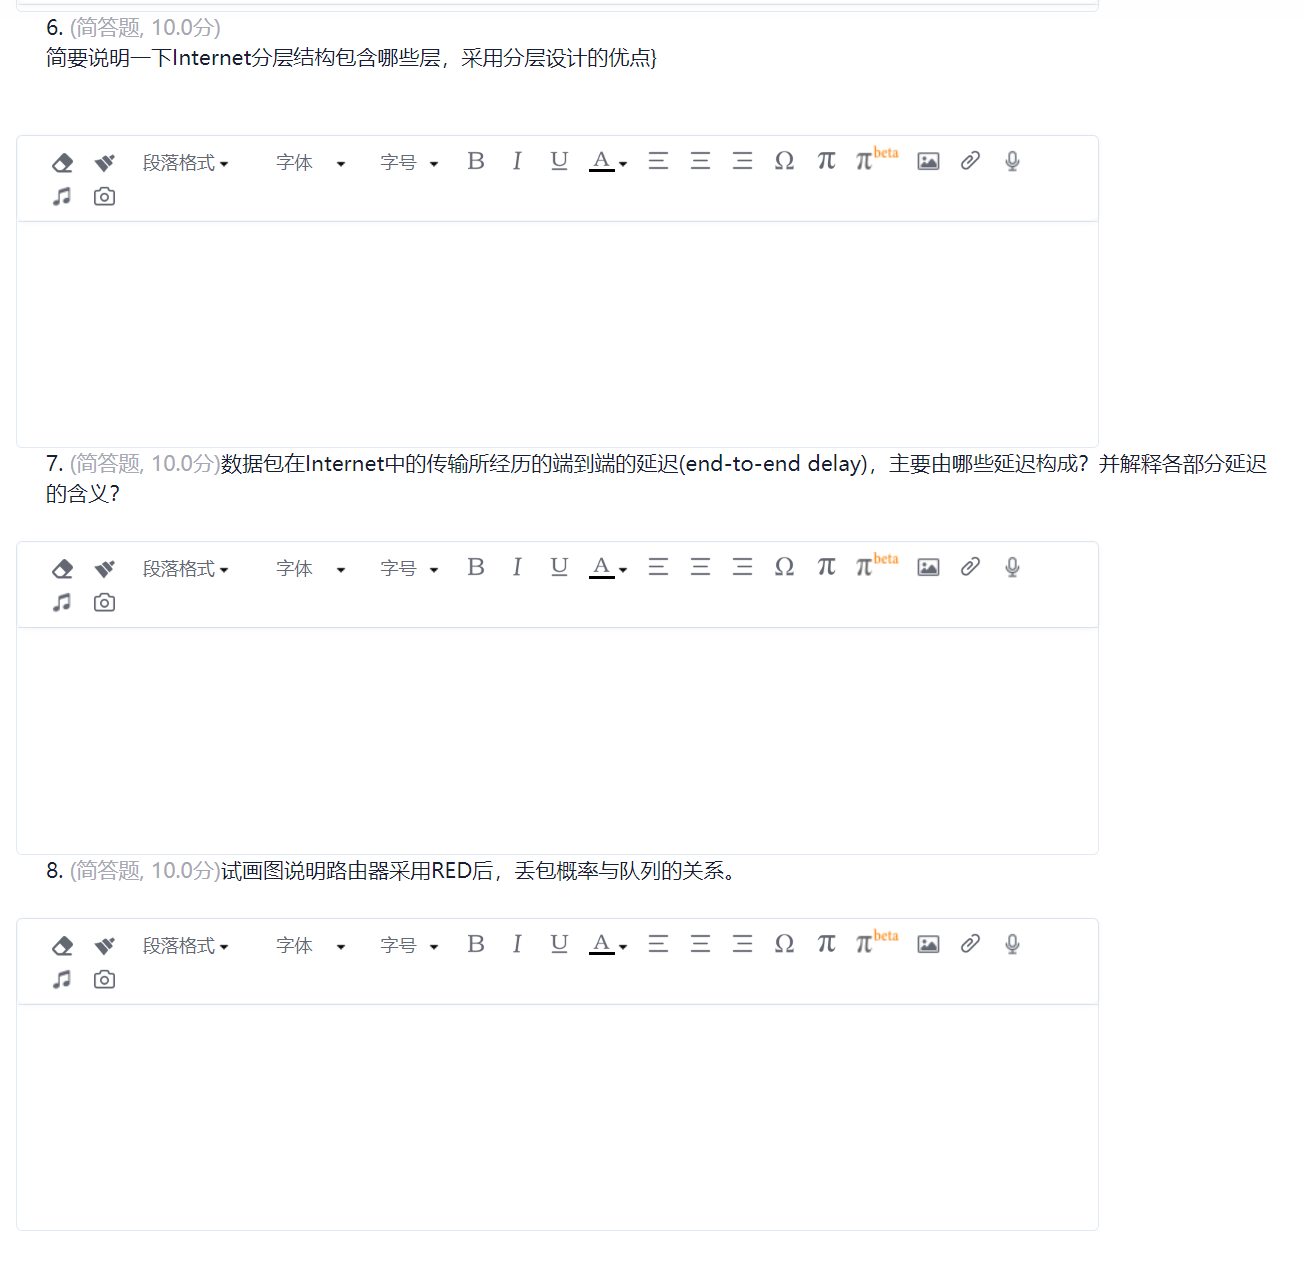 6. (简答题, 10.0分)
简要说明一下Internet分层结构包含哪些层，采用分层设计的优点}
段落格式 字体 字号 B I U A Ω π πbeta
7. (简答题, 10.0分)数据包在Internet中的传输所经历的端到端的延迟(end-to-end delay)，主要由哪些延迟构成？并解释各部分延迟
的含义？
段落格式 字体 字号 B I U A Ω π πbeta
8. (简答题, 10.0分)试画图说明路由器采用RED后，丢包概率与队列的关系。
段落格式 字体 字号 B I U A Ω π πbeta